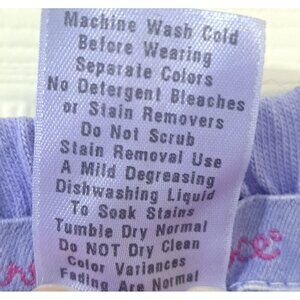 Machine Wash Cold
Before Wearing
Separate Colors
No Detergent Bleaches
or Stain Removers
Do Not Scrub
Stain Removal Use
A Mild Degreasing
Dishwashing Liquid
To Soak Stains
Tumble Dry Normal
Do NOT Dry Clean
Color Variances
Fading Are Normal